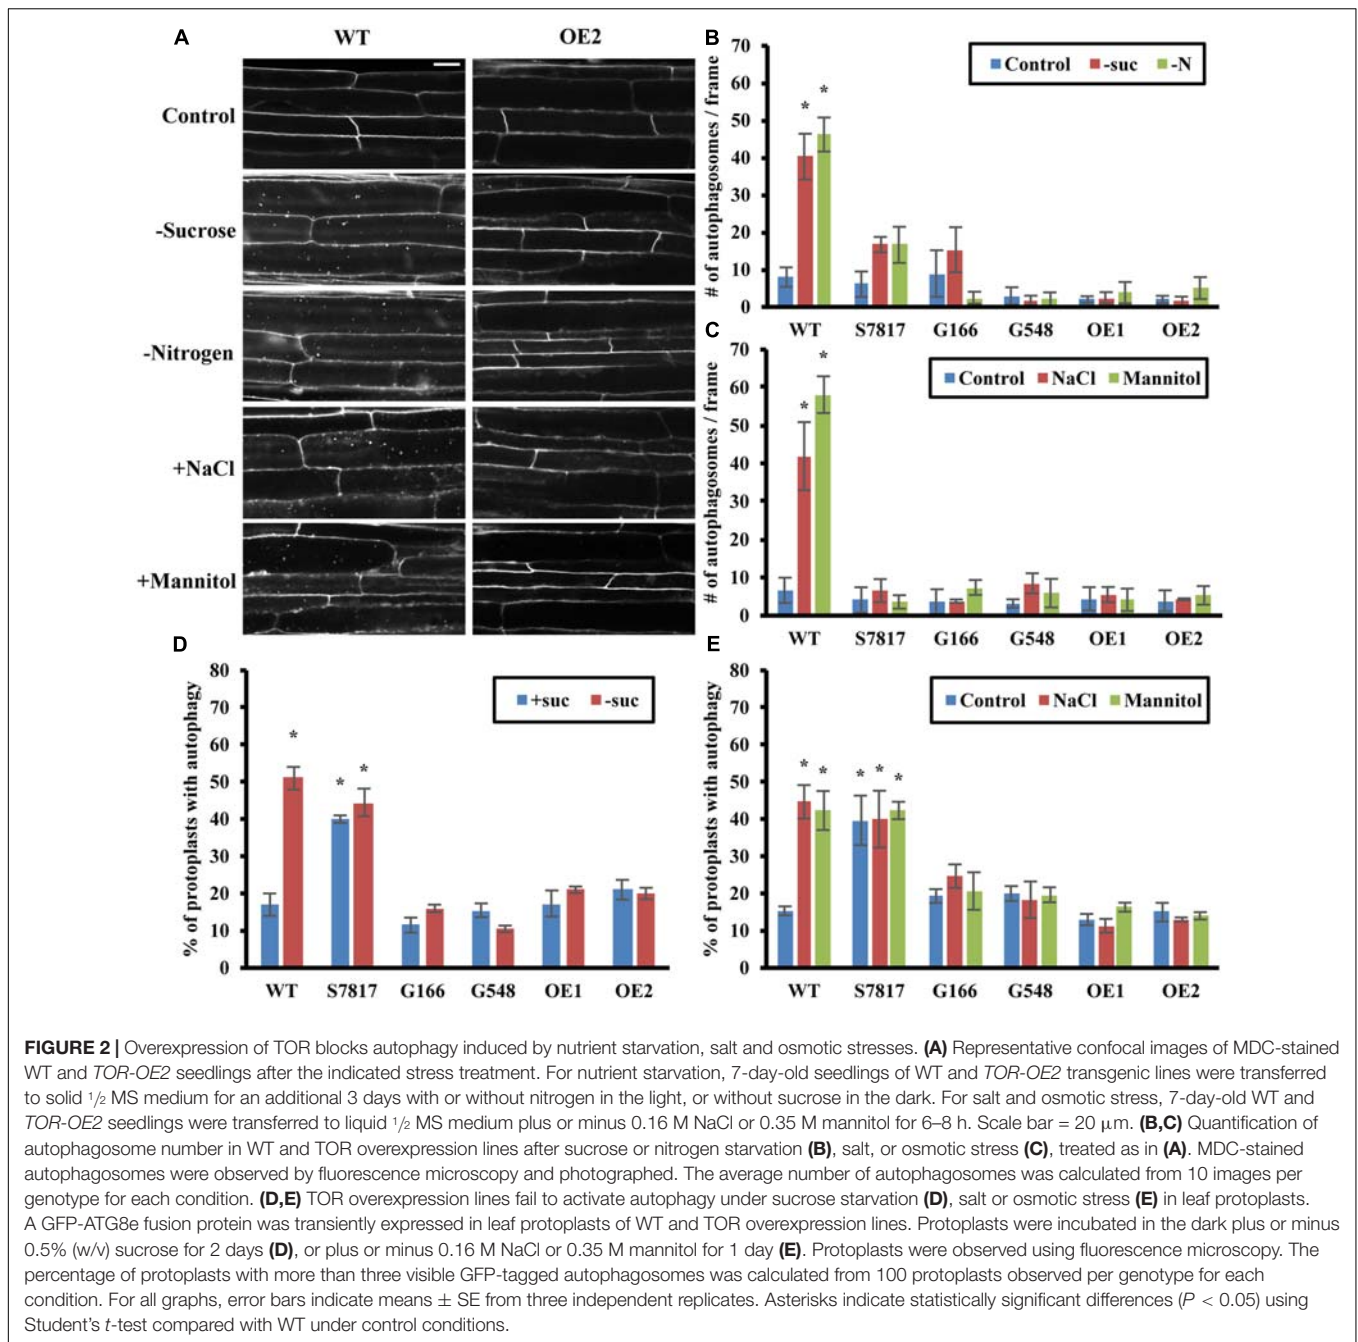 A
WT
OE2
Control
-Sucrose
-Nitrogen
+NaCl
+Mannitol
B
# of autophagosomes / frame
70
60
50
40
30
20
10
0
Control -suc -N
* *
WT S7817 G166 G548 OE1 OE2
C
# of autophagosomes / frame
70
60
50
40
30
20
10
0
Control NaCl Mannitol
* *
WT S7817 G166 G548 OE1 OE2
D
% of protoplasts with autophagy
80
70
60
50
40
30
20
10
0
+suc -suc
* * *
WT S7817 G166 G548 OE1 OE2
E
% of protoplasts with autophagy
80
70
60
50
40
30
20
10
0
Control NaCl Mannitol
* * * * *
WT S7817 G166 G548 OE1 OE2
FIGURE 2 | Overexpression of TOR blocks autophagy induced by nutrient starvation, salt and osmotic stresses. (A) Representative confocal images of MDC-stained
WT and TOR-OE2 seedlings after the indicated stress treatment. For nutrient starvation, 7-day-old seedlings of WT and TOR-OE2 transgenic lines were transferred
to solid 1/2 MS medium for an additional 3 days with or without nitrogen in the light, or without sucrose in the dark. For salt and osmotic stress, 7-day-old WT and
TOR-OE2 seedlings were transferred to liquid 1/2 MS medium plus or minus 0.16 M NaCl or 0.35 M mannitol for 6–8 h. Scale bar = 20 μm. (B,C) Quantification of
autophagosome number in WT and TOR overexpression lines after sucrose or nitrogen starvation (B), salt, or osmotic stress (C), treated as in (A). MDC-stained
autophagosomes were observed by fluorescence microscopy and photographed. The average number of autophagosomes was calculated from 10 images per
genotype for each condition. (D,E) TOR overexpression lines fail to activate autophagy under sucrose starvation (D), salt or osmotic stress (E) in leaf protoplasts.
A GFP-ATG8e fusion protein was transiently expressed in leaf protoplasts of WT and TOR overexpression lines. Protoplasts were incubated in the dark plus or minus
0.5% (w/v) sucrose for 2 days (D), or plus or minus 0.16 M NaCl or 0.35 M mannitol for 1 day (E). Protoplasts were observed using fluorescence microscopy. The
percentage of protoplasts with more than three visible GFP-tagged autophagosomes was calculated from 100 protoplasts observed per genotype for each
condition. For all graphs, error bars indicate means ± SE from three independent replicates. Asterisks indicate statistically significant differences (P < 0.05) using
Student's t-test compared with WT under control conditions.